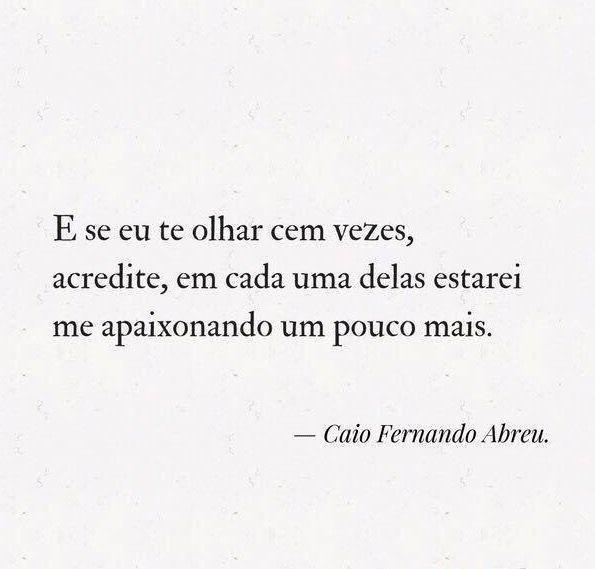 E se eu te olhar cem vezes,
acredite, em cada uma delas estarei
me apaixonando um pouco mais.
— Caio Fernando Abreu.